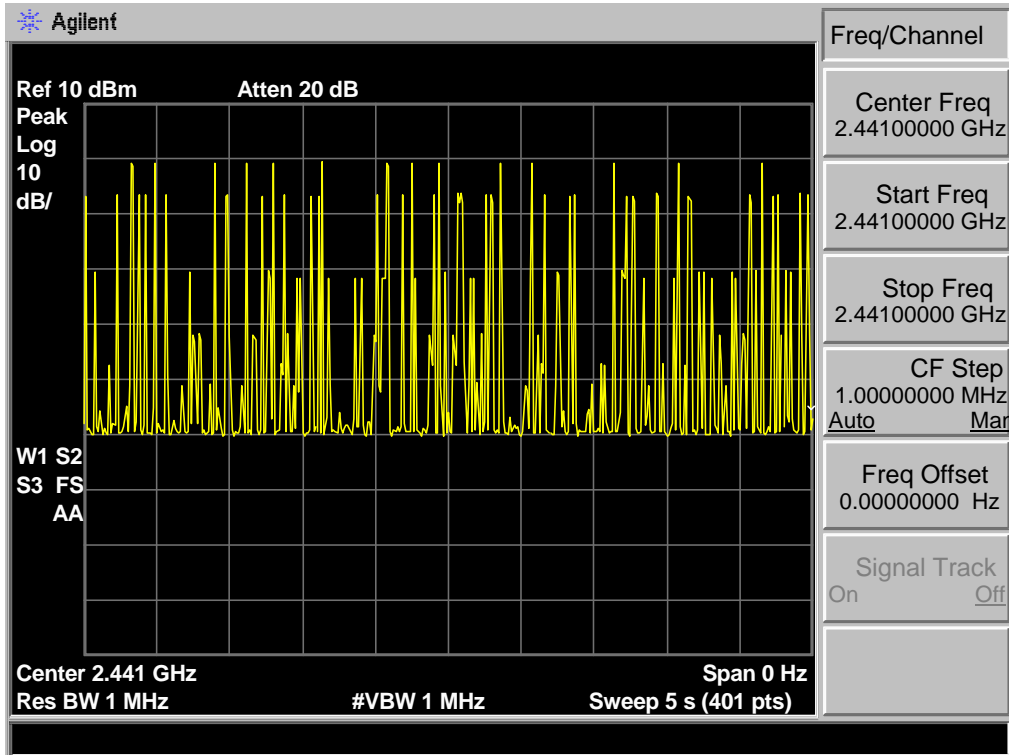 Agilent
Freq/Channel
Ref 10 dBm Atten 20 dB
Peak
Log
10
dB/
W1 S2
S3 FS
AA
Center 2.441 GHz Span 0 Hz
Res BW 1 MHz #VBW 1 MHz Sweep 5 s (401 pts)
Center Freq
2.44100000 GHz
Start Freq
2.44100000 GHz
Stop Freq
2.44100000 GHz
CF Step
1.00000000 MHz
Auto Mar
Freq Offset
0.00000000 Hz
Signal Track
On Off